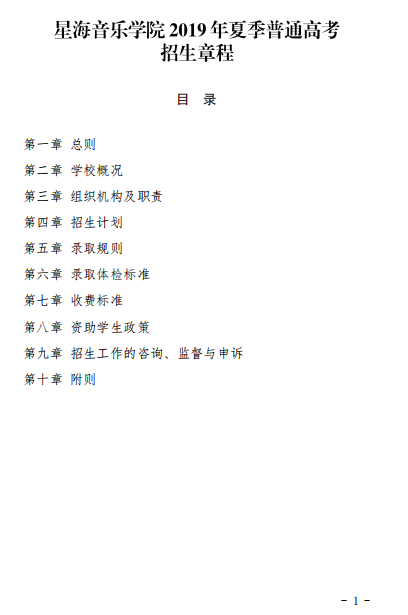 星海音乐学院 2019 年夏季普通高考
招生章程
目 录
第一章 总则
第二章 学校概况
第三章 组织机构及职责
第四章 招生计划
第五章 录取规则
第六章 录取体检标准
第七章 收费标准
第八章 资助学生政策
第九章 招生工作的咨询、监督与申诉
第十章 附则
- 1 -